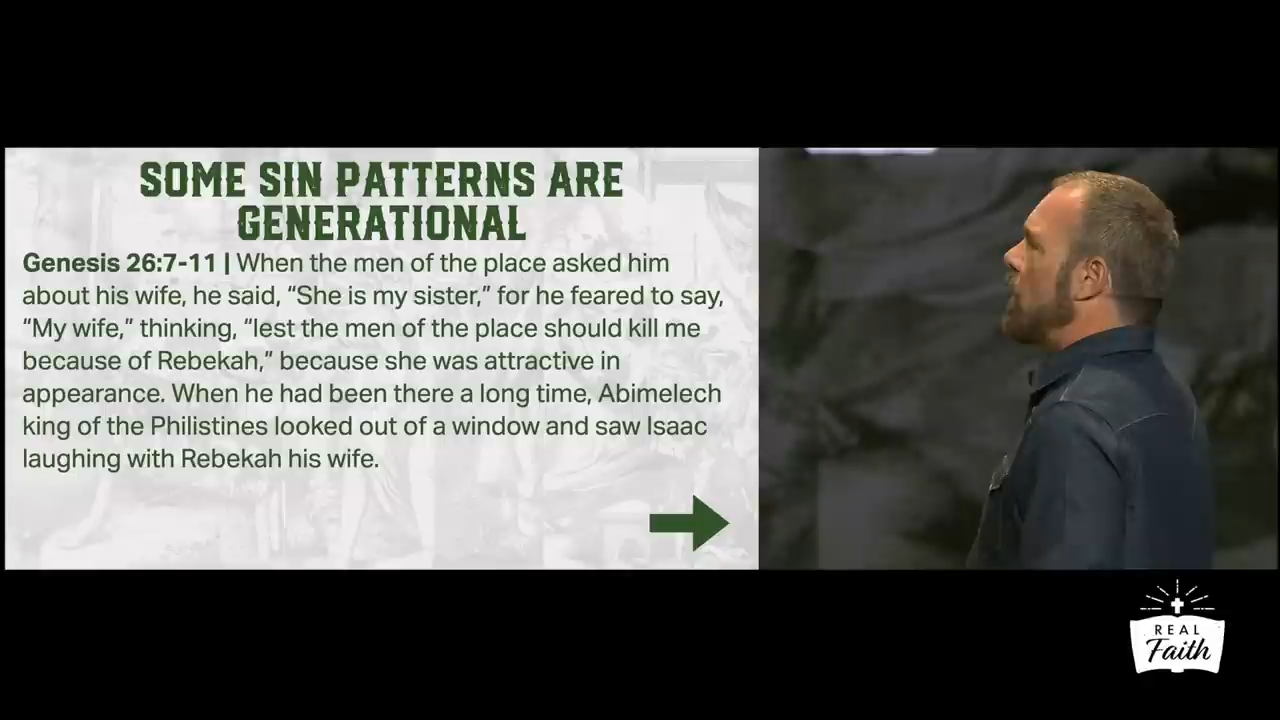 SOME SIN PATTERNS ARE
GENERATIONAL
Genesis 26:7-11 | When the men of the place asked him
about his wife, he said, “She is my sister,” for he feared to say,
“My wife,” thinking, “lest the men of the place should kill me
because of Rebekah,” because she was attractive in
appearance. When he had been there a long time, Abimelech
king of the Philistines looked out of a window and saw Isaac
laughing with Rebekah his wife.
REAL
Faith